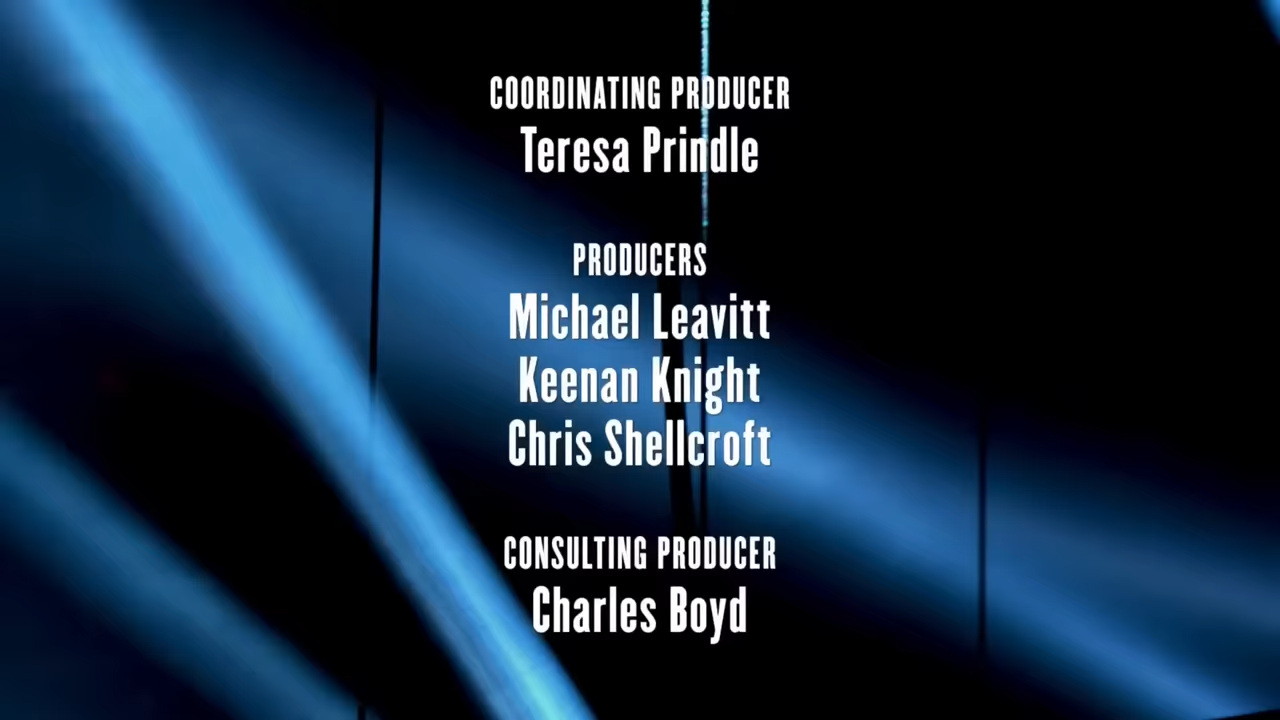 COORDINATING PRODUCER
Teresa Prindle
PRODUCERS
Michael Leavitt
Keenan Knight
Chris Shellcroft
CONSULTING PRODUCER
Charles Boyd